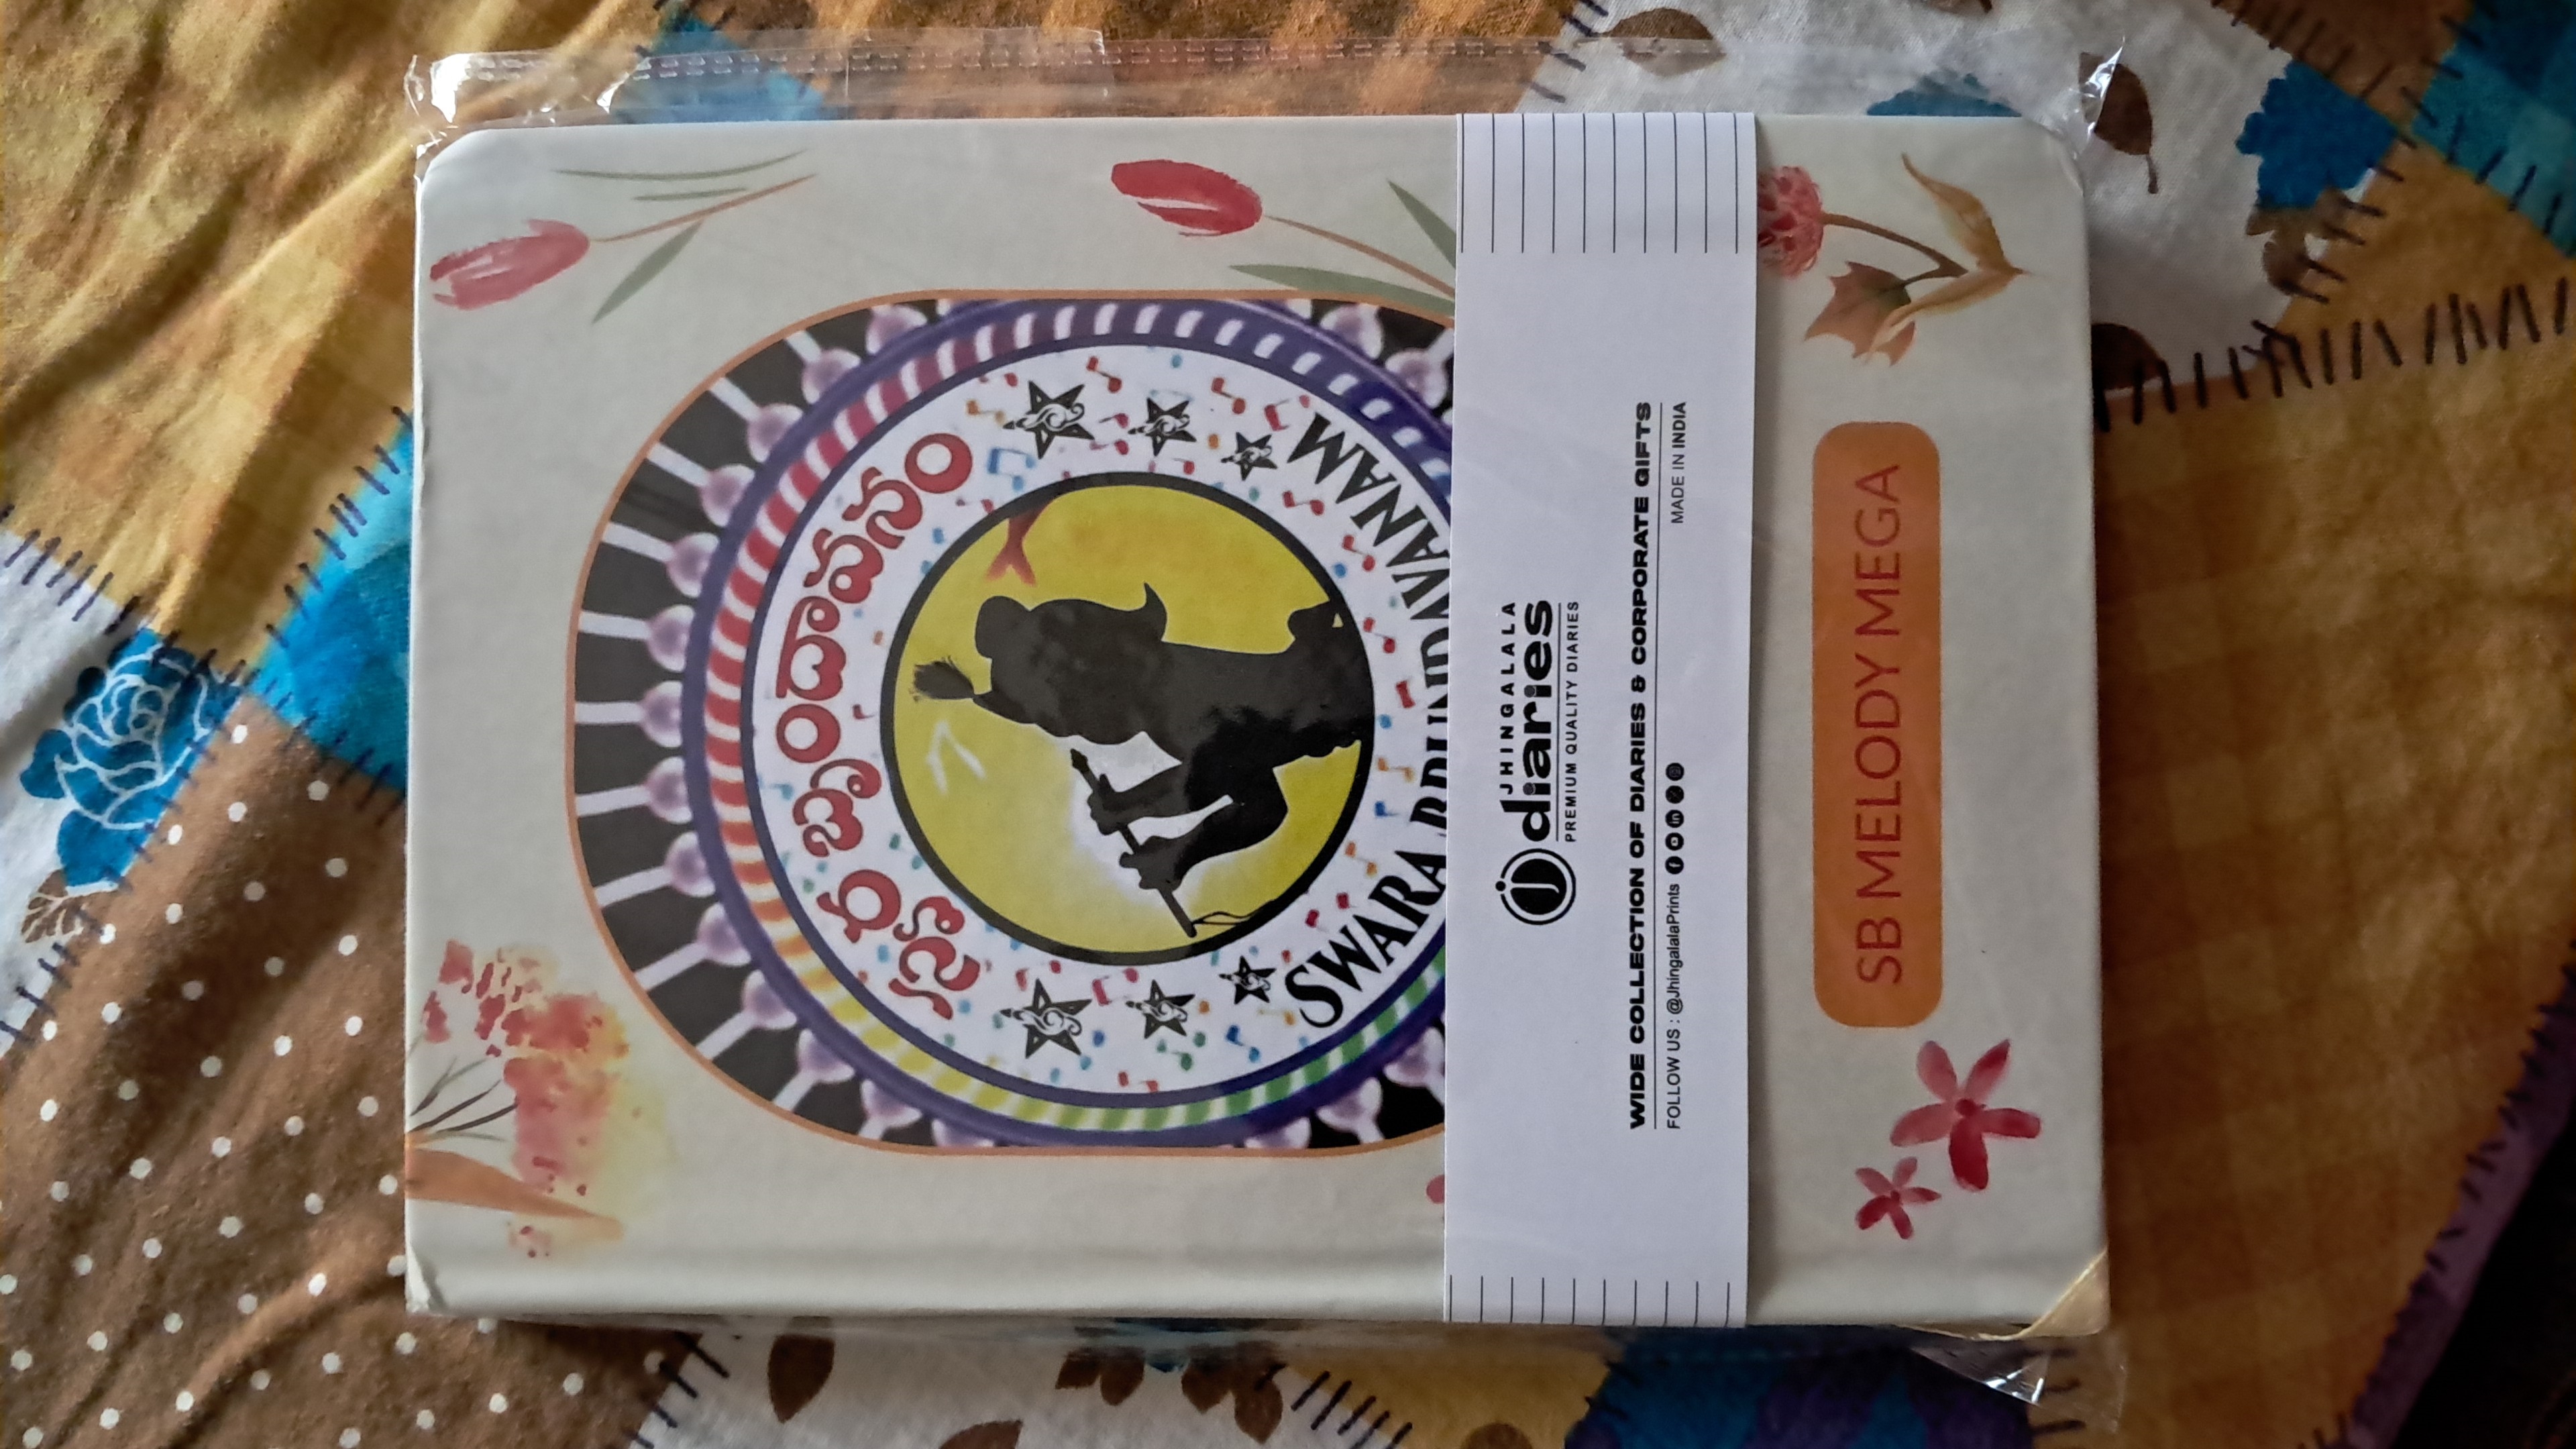 స్వర బృందావనం
SWARA BRUNDAVANAM
JHINGALALA
diaries
PREMIUM QUALITY DIARIES
WIDE COLLECTION OF DIARIES & CORPORATE GIFTS
FOLLOW US : @JhingalalaPrints
MADE IN INDIA
SB MELODY MEGA